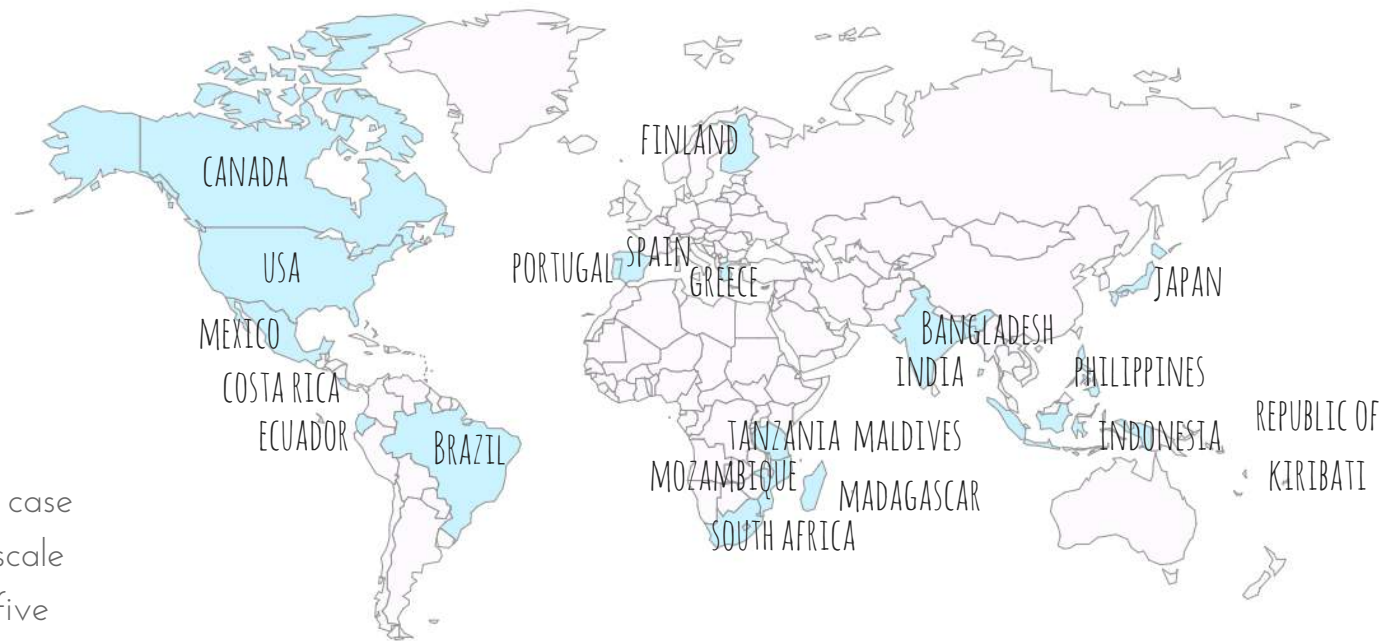 FINLAND
CANADA
SPAIN
PORTUGAL
GREECE
USA
JAPAN
MEXICO
BANGLADESH
INDIA
PHILIPPINES
COSTA RICA
REPUBLIC OF
KIRIBATI
ECUADOR
BRAZIL
TANZANIA
MALDIVES
INDONESIA
MOZAMBIQUE
MADAGASCAR
SOUTH AFRICA
case
scale
five